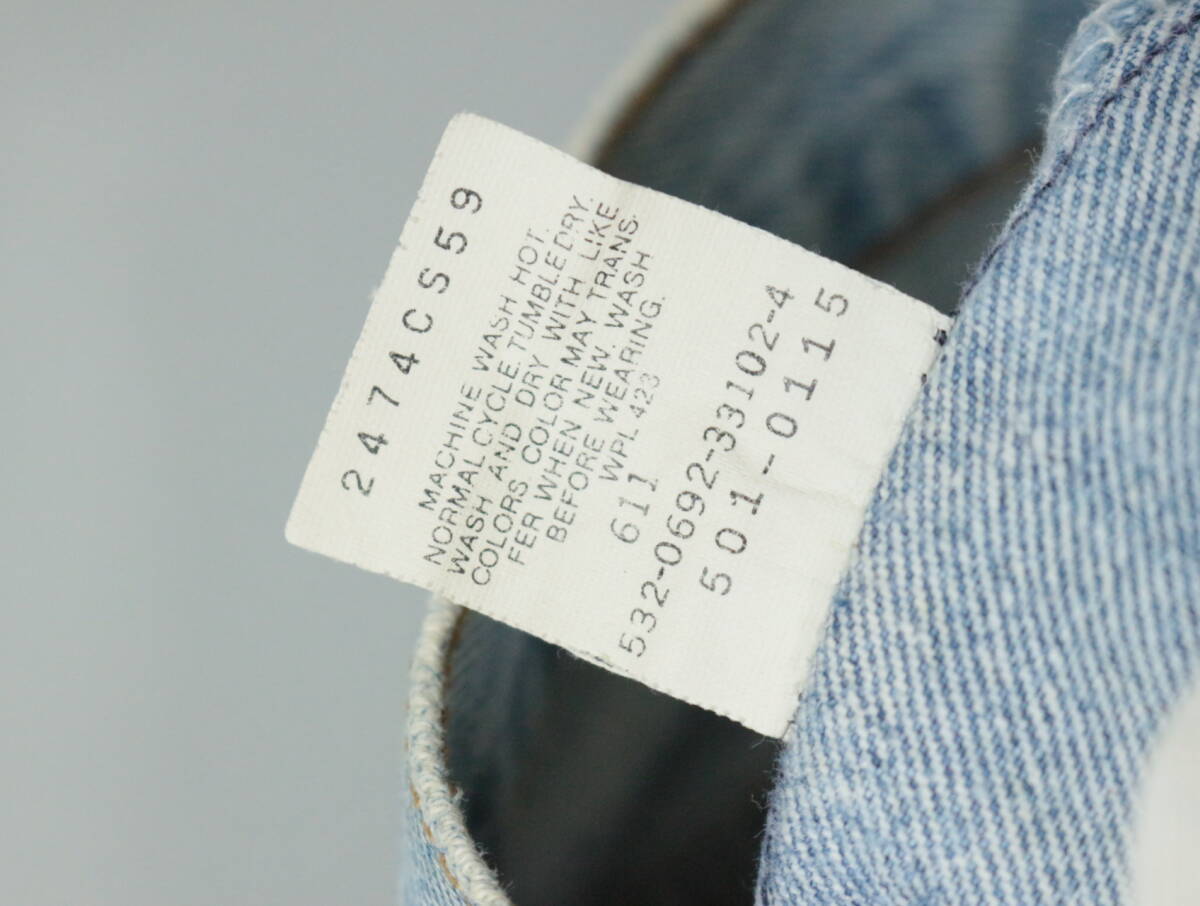 2474CS59
MACHINE WASH HOT.
NORMAL CYCLE. TUMBLE DRY.
WASH AND DRY WITH LIKE
COLORS COLOR MAY TRANS-
FER WHEN NEW. WASH
BEFORE WEARING.
WPL 423
611
532-0692-33102-4
501--0115